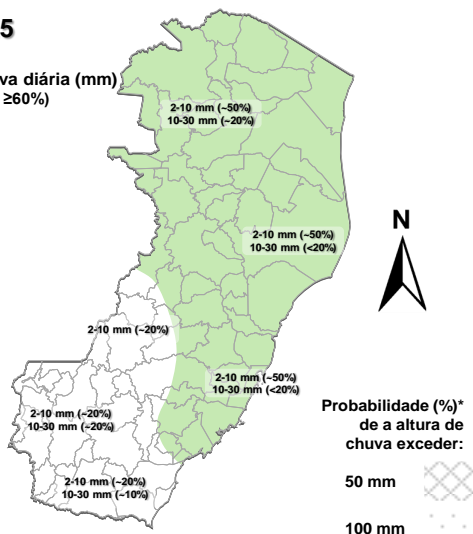 5
va diária (mm)
≥60%)
2-10 mm (~50%)
10-30 mm (~20%)
2-10 mm (~50%)
10-30 mm (<20%)
N
2-10 mm (~20%)
2-10 mm (~50%)
10-30 mm (<20%)
2-10 mm (~20%)
10-30 mm (~20%)
2-10 mm (~20%)
10-30 mm (~10%)
Probabilidade (%)*
de a altura de
chuva exceder:
50 mm
100 mm